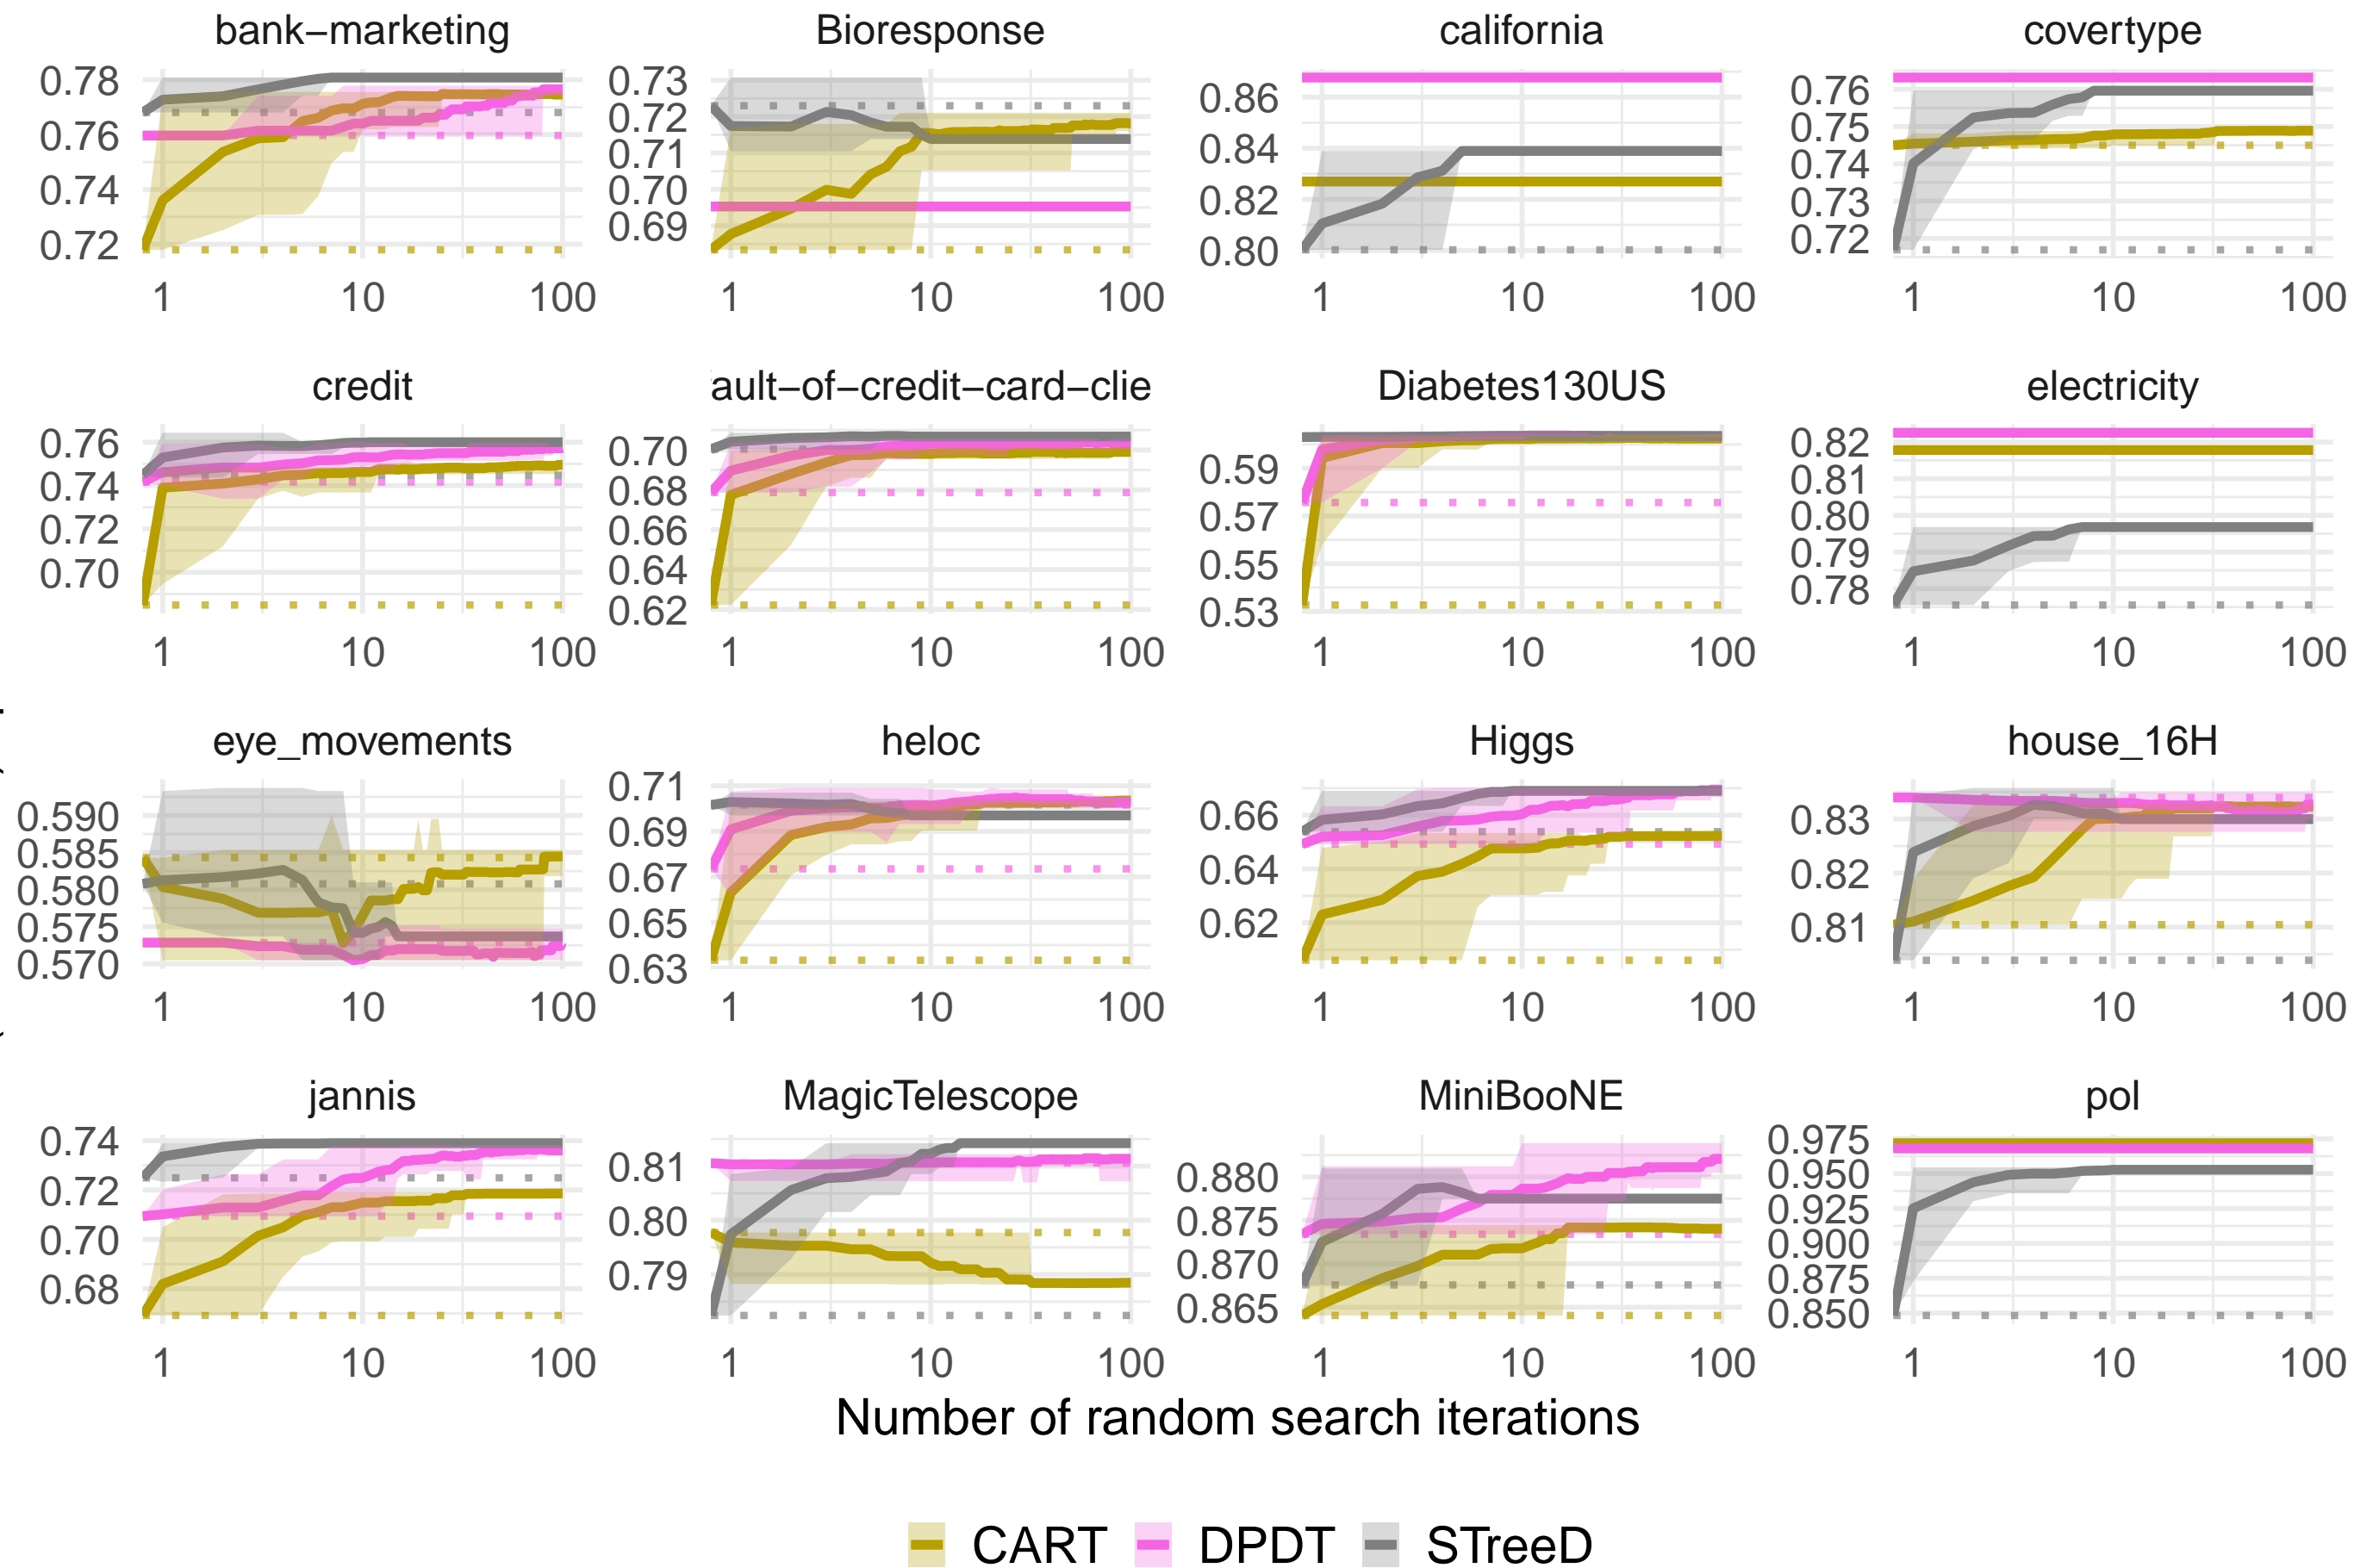 bank−marketing
Bioresponse
california
covertype
0.78
0.76
0.74
0.72
1 10 100
0.73
0.72
0.71
0.70
0.69
1 10 100
0.86
0.84
0.82
0.80
1 10 100
0.76
0.75
0.74
0.73
0.72
1 10 100
credit
ault−of−credit−card−clie
Diabetes130US
electricity
0.76
0.74
0.72
0.70
1 10 100
0.70
0.68
0.66
0.64
0.62
1 10 100
0.59
0.57
0.55
0.53
1 10 100
0.82
0.81
0.80
0.79
0.78
1 10 100
eye_movements
heloc
Higgs
house_16H
0.590
0.585
0.580
0.575
0.570
1 10 100
0.71
0.69
0.67
0.65
0.63
1 10 100
0.66
0.64
0.62
1 10 100
0.83
0.82
0.81
1 10 100
jannis
MagicTelescope
MiniBooNE
pol
0.74
0.72
0.70
0.68
1 10 100
0.81
0.80
0.79
1 10 100
0.880
0.875
0.870
0.865
1 10 100
0.975
0.950
0.925
0.900
0.875
0.850
1 10 100
Number of random search iterations
CART DPDT STreeD